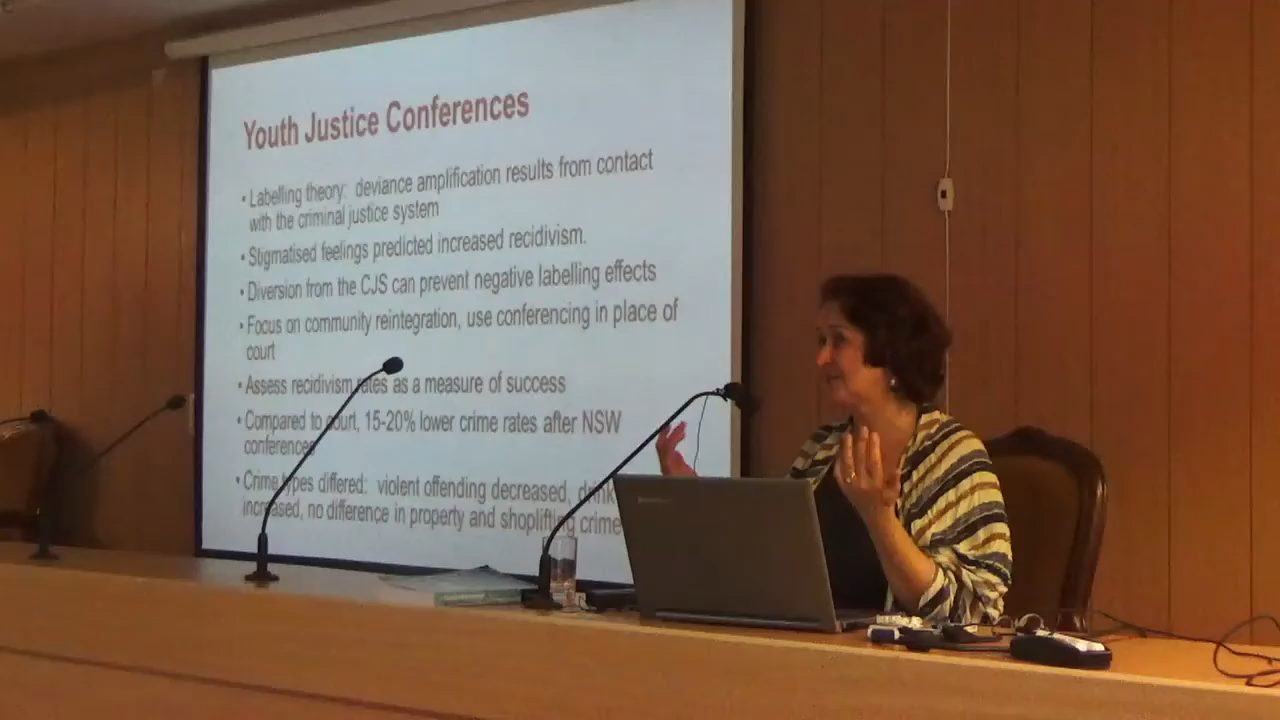 Youth Justice Conferences
• Labelling theory: deviance amplification results from contact
with the criminal justice system
• Stigmatised feelings predicted increased recidivism.
• Diversion from the CJS can prevent negative labelling effects
• Focus on community reintegration, use conferencing in place of
court
• Assess recidivism rates as a measure of success
• Compared to court, 15-20% lower crime rates after NSW
conferences
• Crime types differed: violent offending decreased, drink
increased, no difference in property and shoplifting crime